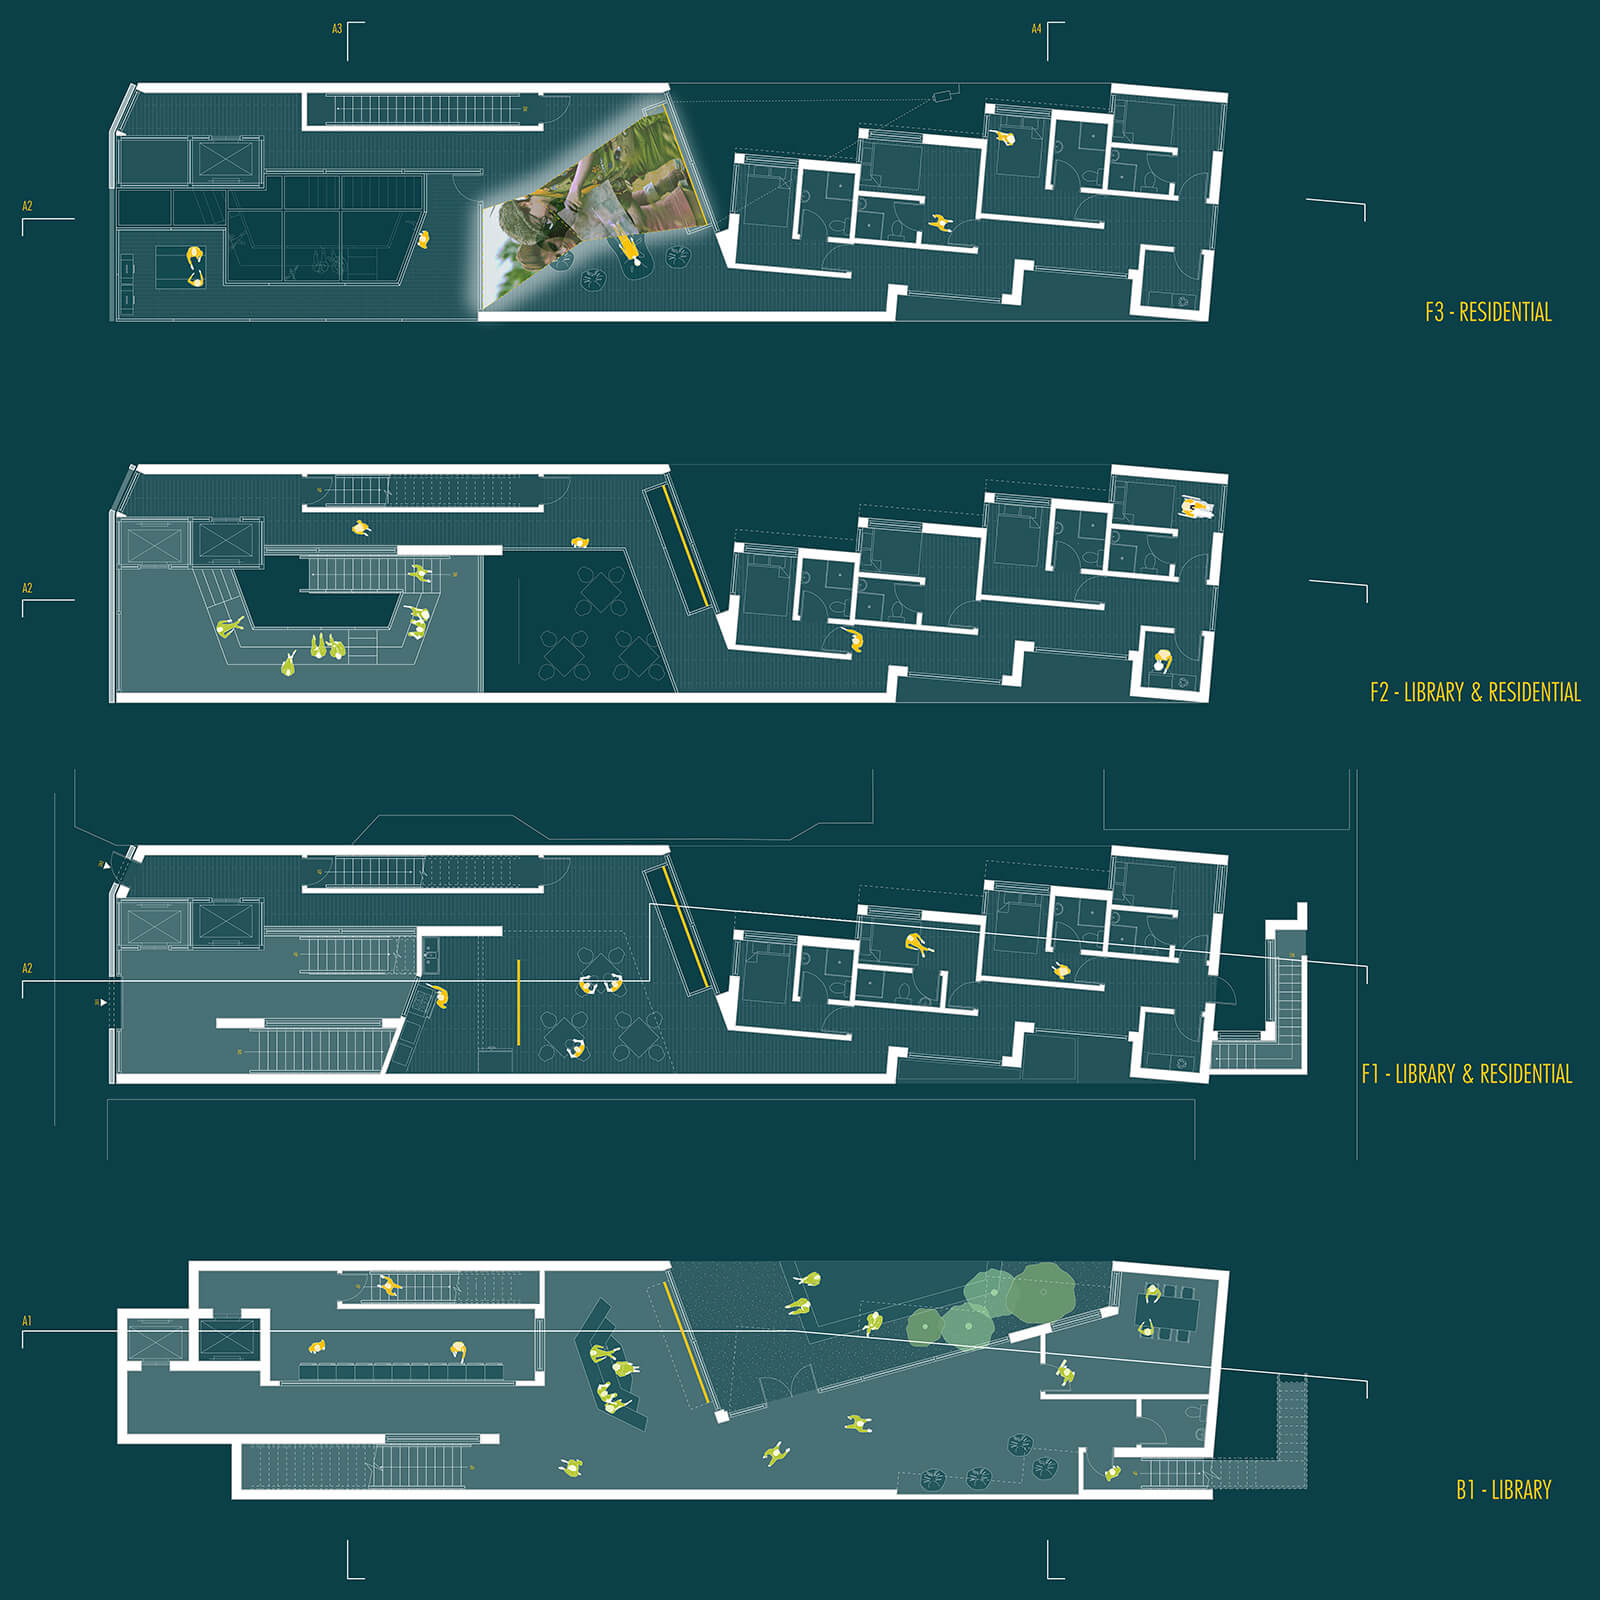 A3
A4
A2
F3 - RESIDENTIAL
A2
F2 - LIBRARY & RESIDENTIAL
A2
F1 - LIBRARY & RESIDENTIAL
A1
B1 - LIBRARY